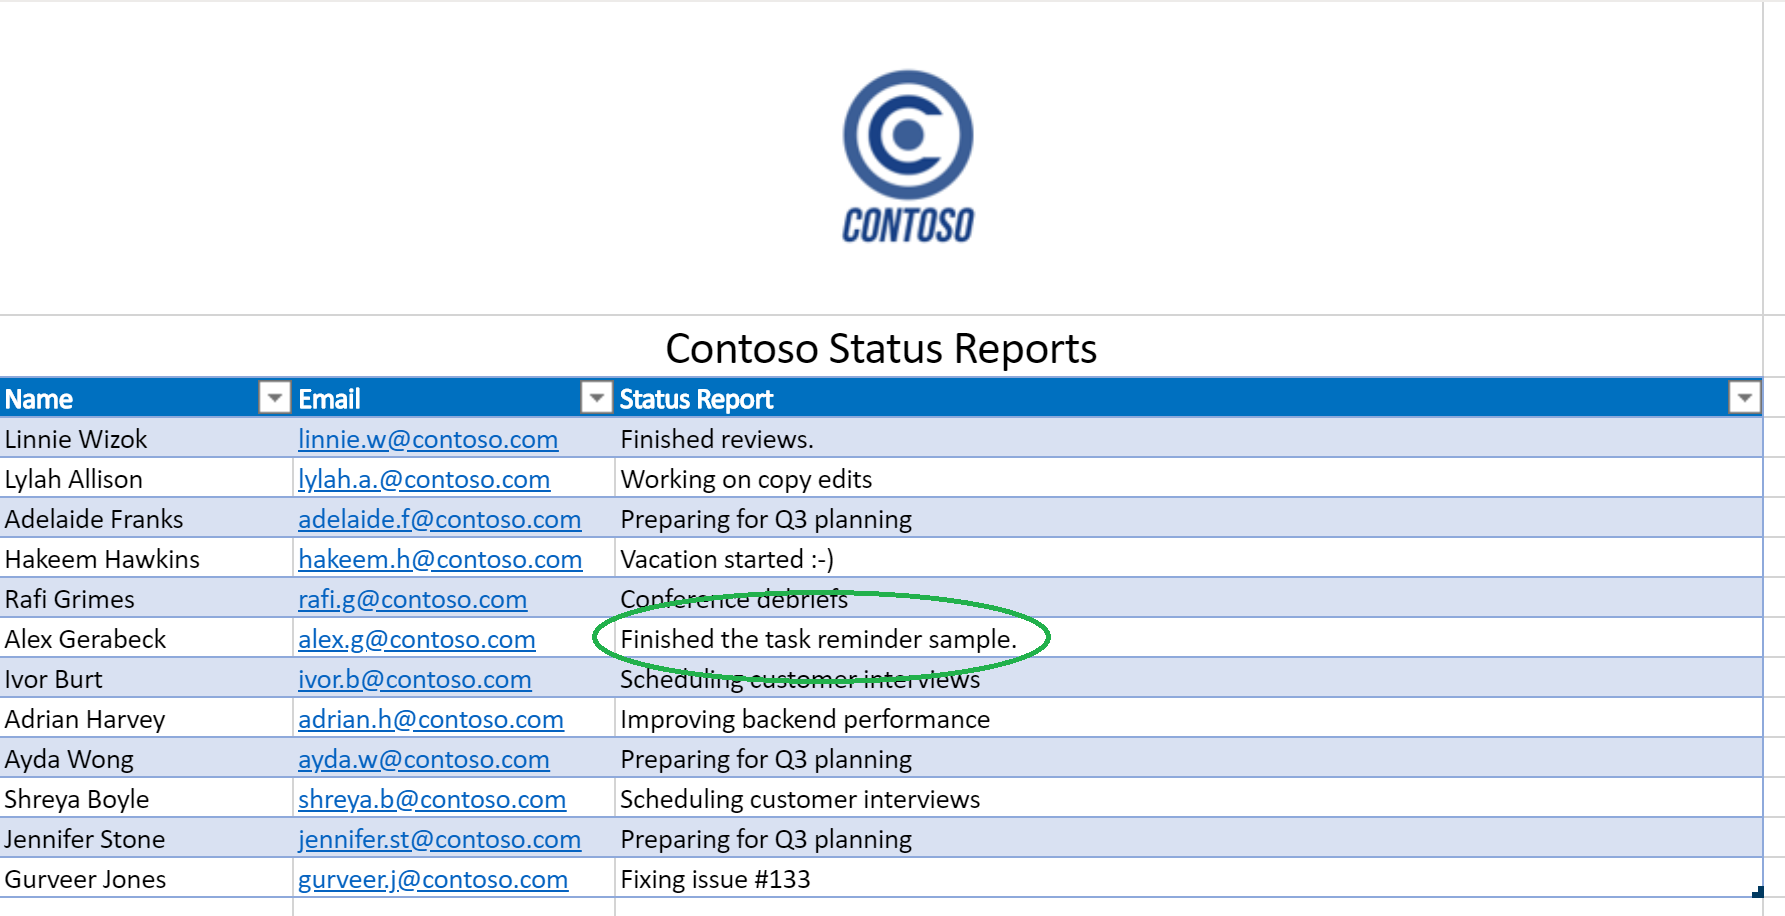 CONTOSO
Contoso Status Reports
Name Email Status Report
Linnie Wizok linnie.w@contoso.com Finished reviews.
Lylah Allison lylah.a.@contoso.com Working on copy edits
Adelaide Franks adelaide.f@contoso.com Preparing for Q3 planning
Hakeem Hawkins hakeem.h@contoso.com Vacation started :-)
Rafi Grimes rafi.g@contoso.com Conference debriefs
Alex Gerabeck alex.g@contoso.com Finished the task reminder sample.
Ivor Burt ivor.b@contoso.com Scheduling customer interviews
Adrian Harvey adrian.h@contoso.com Improving backend performance
Ayda Wong ayda.w@contoso.com Preparing for Q3 planning
Shreya Boyle shreya.b@contoso.com Scheduling customer interviews
Jennifer Stone jennifer.st@contoso.com Preparing for Q3 planning
Gurveer Jones gurveer.j@contoso.com Fixing issue #133